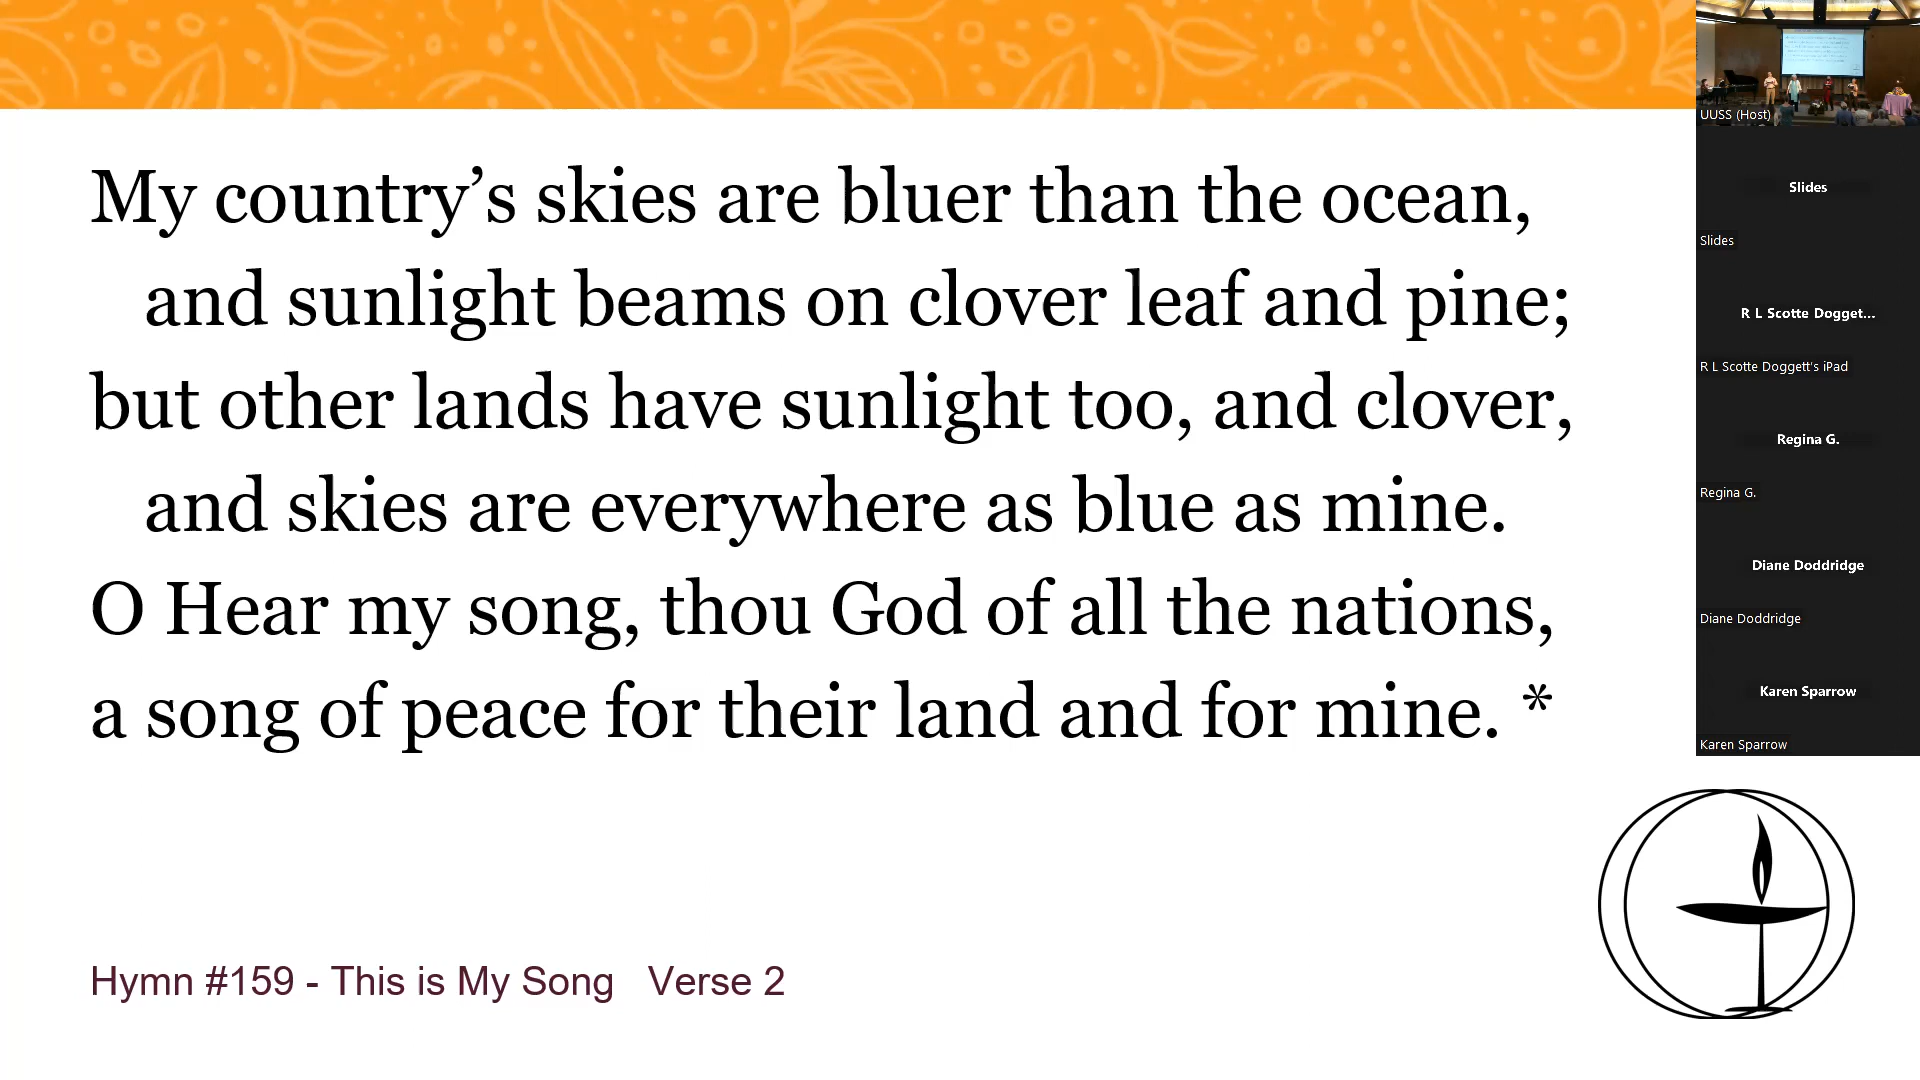 My country’s skies are bluer than the ocean,
and sunlight beams on clover leaf and pine;
but other lands have sunlight too, and clover,
and skies are everywhere as blue as mine.
O Hear my song, thou God of all the nations,
a song of peace for their land and for mine. *
Hymn #159 - This is My Song   Verse 2
UUSS (Host)
Slides
Slides
R L Scotte Dogget...
R L Scotte Doggett's iPad
Regina G.
Regina G.
Diane Doddridge
Diane Doddridge
Karen Sparrow
Karen Sparrow